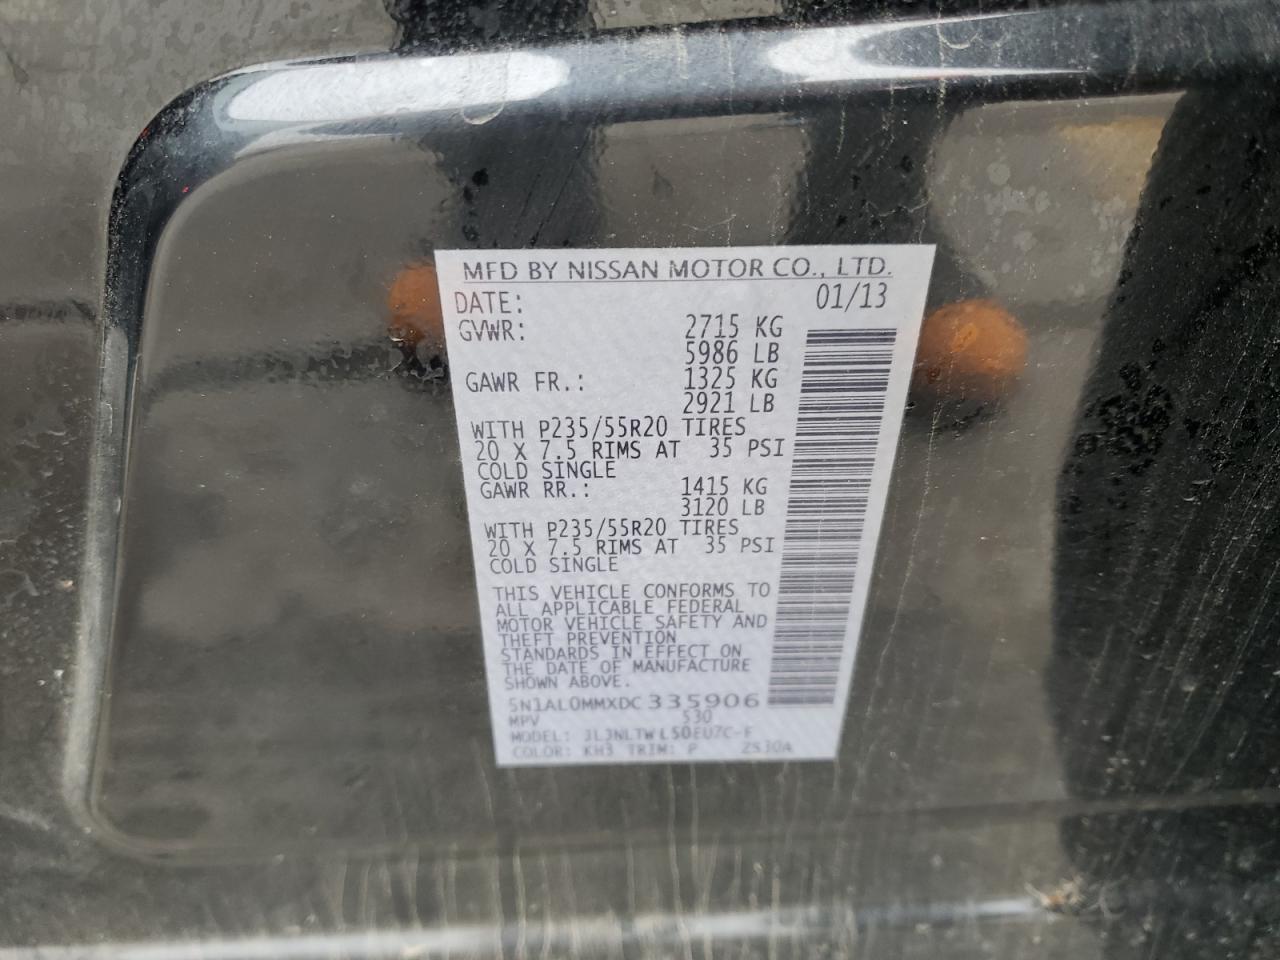 MFD BY NISSAN MOTOR CO., LTD.
DATE: 01/13
GVWR: 2715 KG
5986 LB
GAWR FR.: 1325 KG
2921 LB
WITH P235/55R20 TIRES
20 X 7.5 RIMS AT 35 PSI
COLD SINGLE
GAWR RR.: 1415 KG
3120 LB
WITH P235/55R20 TIRES
20 X 7.5 RIMS AT 35 PSI
COLD SINGLE
THIS VEHICLE CONFORMS TO
ALL APPLICABLE FEDERAL
MOTOR VEHICLE SAFETY AND
THEFT PREVENTION
STANDARDS IN EFFECT ON
THE DATE OF MANUFACTURE
SHOWN ABOVE.
5N1AL0MMXDC335906
MPV 530
MODEL:
COLOR: KH3 TRIM: P ZS30A